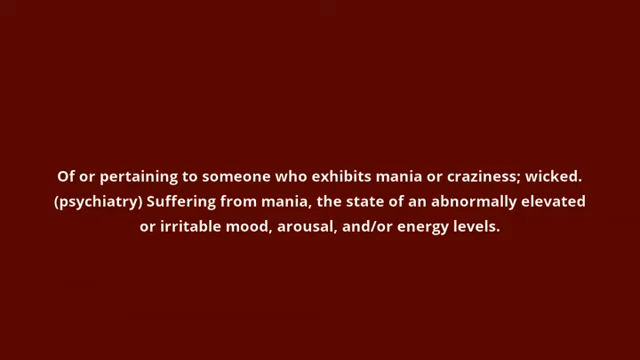 Of or pertaining to someone who exhibits mania or craziness; wicked.
(psychiatry) Suffering from mania, the state of an abnormally elevated
or irritable mood, arousal, and/or energy levels.